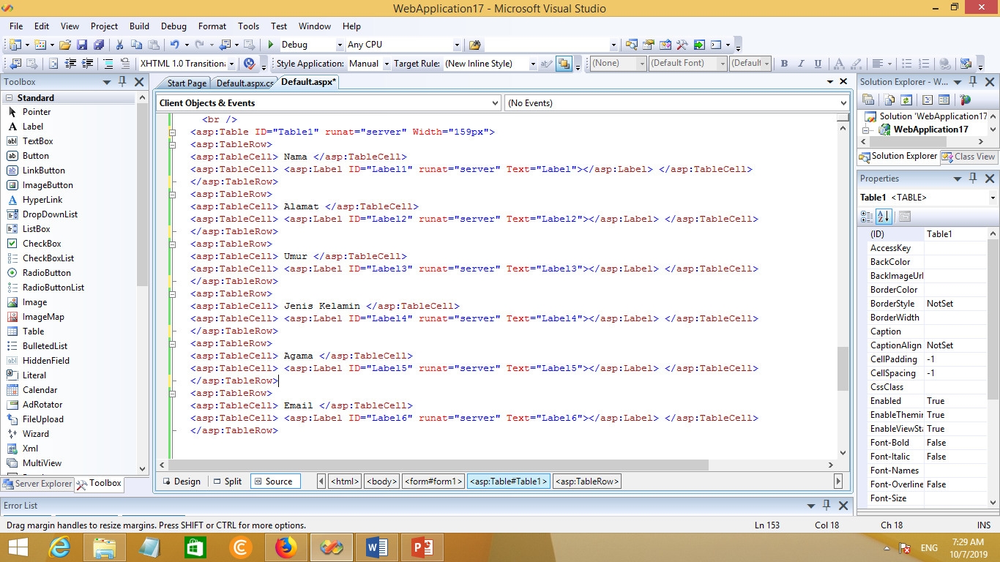 WebApplication17 - Microsoft Visual Studio
File Edit View Project Build Debug Format Tools Test Window Help
Debug Any CPU
XHTML 1.0 Transition Style Application: Manual Target Rule: (New Inline Style) (None) (Default Font) (Default B I U A
Toolbox
Standard
Pointer
A Label
TextBox
Button
LinkButton
ImageButton
A HyperLink
DropDownList
ListBox
CheckBox
CheckBoxList
RadioButton
RadioButtonList
Image
ImageMap
Table
BulletedList
HiddenField
Literal
Calendar
AdRotator
FileUpload
Wizard
Xml
MultiView
Server Explorer Toolbox
Start Page Default.aspx.cs Default.aspx*
Client Objects & Events (No Events)
<br />
<asp:Table ID="Table1" runat="server" Width="159px">
<asp:TableRow>
<asp:TableCell> Nama </asp:TableCell>
<asp:TableCell> <asp:Label ID="Label1" runat="server" Text="Label"></asp:Label> </asp:TableCell>
</asp:TableRow>
<asp:TableRow>
<asp:TableCell> Alamat </asp:TableCell>
<asp:TableCell> <asp:Label ID="Label2" runat="server" Text="Label2"></asp:Label> </asp:TableCell>
</asp:TableRow>
<asp:TableRow>
<asp:TableCell> Umur </asp:TableCell>
<asp:TableCell> <asp:Label ID="Label3" runat="server" Text="Label3"></asp:Label> </asp:TableCell>
</asp:TableRow>
<asp:TableRow>
<asp:TableCell> Jenis Kelamin </asp:TableCell>
<asp:TableCell> <asp:Label ID="Label4" runat="server" Text="Label4"></asp:Label> </asp:TableCell>
</asp:TableRow>
<asp:TableRow>
<asp:TableCell> Agama </asp:TableCell>
<asp:TableCell> <asp:Label ID="Label5" runat="server" Text="Label5"></asp:Label> </asp:TableCell>
</asp:TableRow>
<asp:TableRow>
<asp:TableCell> Email </asp:TableCell>
<asp:TableCell> <asp:Label ID="Label6" runat="server" Text="Label6"></asp:Label> </asp:TableCell>
</asp:TableRow>
Design Split Source <html> <body> <form#form1> <asp:Table#Table1> <asp:TableRow>
Solution Explorer - W...
Solution 'WebApplication17'
WebApplication17
Solution Explorer Class View
Properties
Table1 <TABLE>
(ID) Table1
AccessKey
BackColor
BackImageUrl
BorderColor
BorderStyle NotSet
BorderWidth
Caption
CaptionAlign NotSet
CellPadding -1
CellSpacing -1
CssClass
Enabled True
EnableThemin True
EnableViewSta True
Font-Bold False
Font-Italic False
Font-Names
Font-Overline False
Font-Size
Error List
Drag margin handles to resize margins. Press SHIFT or CTRL for more options. Ln 153 Col 18 Ch 18 INS
ENG 7:29 AM
10/7/2019